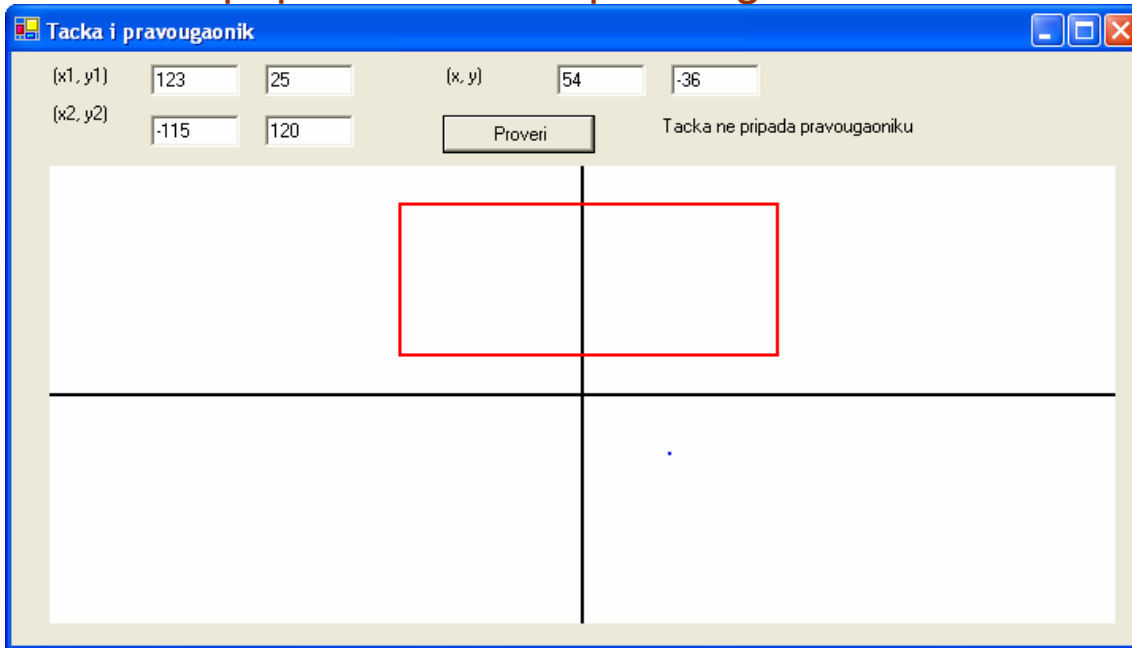 Tacka i pravougaonik
(x1, y1) 123 25 (x, y) 54 -36
(x2, y2) -115 120 Proveri Tacka ne pripada pravougaoniku